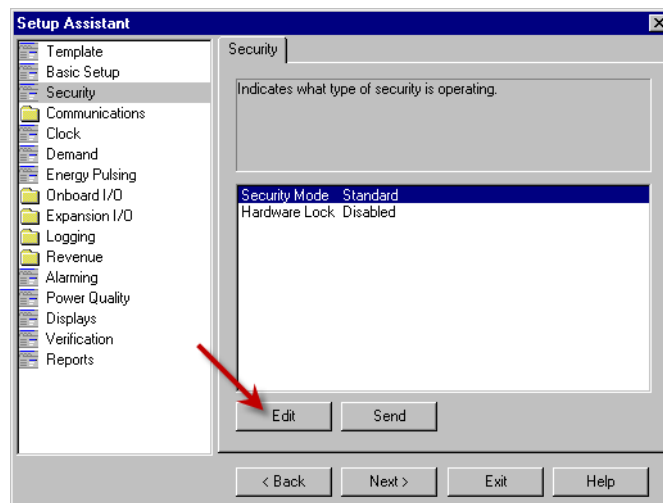 Setup Assistant
Template
Basic Setup
Security
Communications
Clock
Demand
Energy Pulsing
Onboard I/O
Expansion I/O
Logging
Revenue
Alarming
Power Quality
Displays
Verification
Reports
Security
Indicates what type of security is operating.
Security Mode Standard
Hardware Lock Disabled
Edit Send
< Back Next > Exit Help